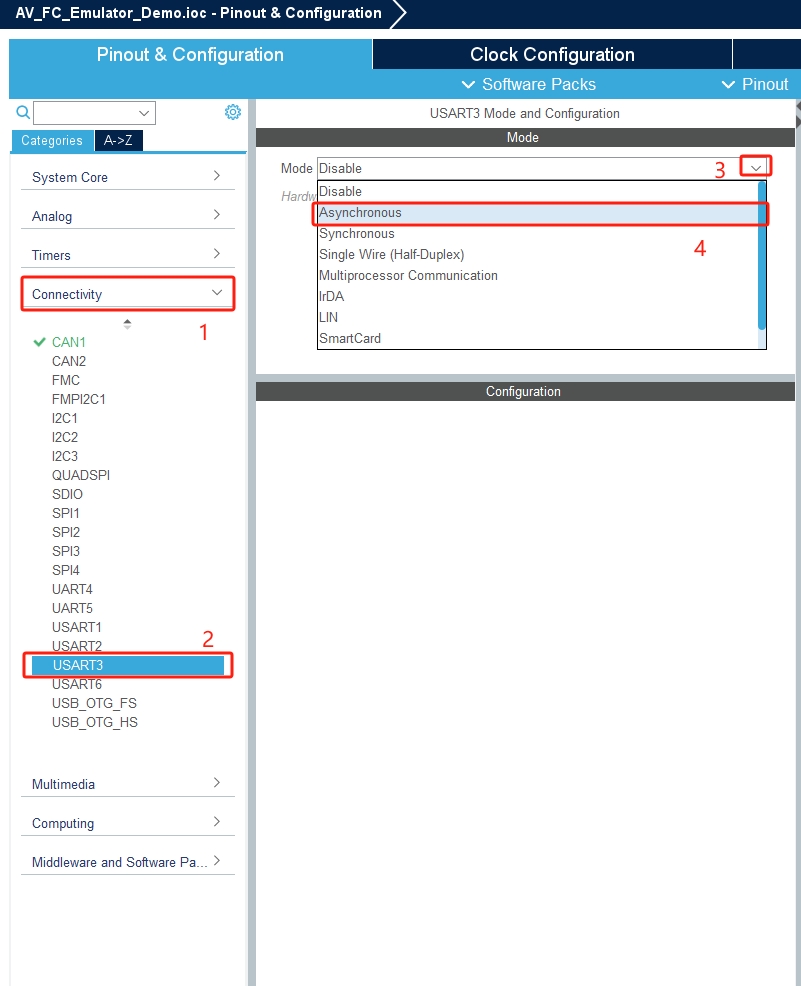 AV_FC_Emulator_Demo.ioc - Pinout & Configuration
Pinout & Configuration
Clock Configuration
Software Packs
Pinout
USART3 Mode and Configuration
Categories
A->Z
Mode
System Core
Analog
Timers
Connectivity
1
CAN1
CAN2
FMC
FMPI2C1
I2C1
I2C2
I2C3
QUADSPI
SDIO
SPI1
SPI2
SPI3
SPI4
UART4
UART5
USART1
2
USART2
USART3
USART6
USB_OTG_FS
USB_OTG_HS
Multimedia
Computing
Middleware and Software Pa...
Mode Disable
3
Hardw
Disable
Asynchronous
Synchronous
4
Single Wire (Half-Duplex)
Multiprocessor Communication
IrDA
LIN
SmartCard
Configuration